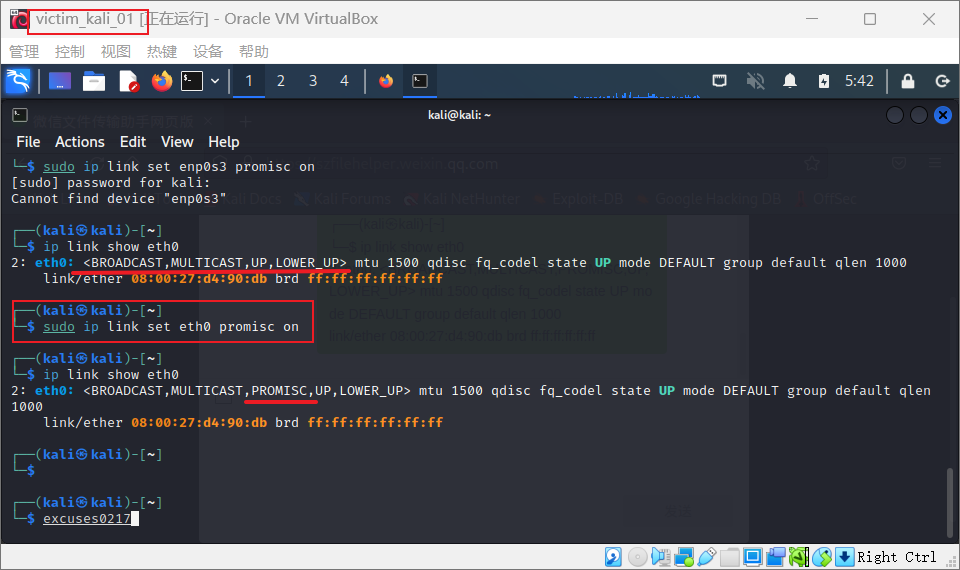 victim_kali_01 [正在运行] - Oracle VM VirtualBox
管理 控制 视图 热键 设备 帮助
1 2 3 4 5:42
kali@kali: ~
File Actions Edit View Help
└─$ sudo ip link set enp0s3 promisc on
[sudo] password for kali:
Cannot find device "enp0s3"
┌──(kali㉿kali)-[~]
└─$ ip link show eth0
2: eth0: <BROADCAST,MULTICAST,UP,LOWER_UP> mtu 1500 qdisc fq_codel state UP mode DEFAULT group default qlen 1000
link/ether 08:00:27:d4:90:db brd ff:ff:ff:ff:ff:ff
┌──(kali㉿kali)-[~]
└─$ sudo ip link set eth0 promisc on
┌──(kali㉿kali)-[~]
└─$ ip link show eth0
2: eth0: <BROADCAST,MULTICAST,PROMISC,UP,LOWER_UP> mtu 1500 qdisc fq_codel state UP mode DEFAULT group default qlen
1000
link/ether 08:00:27:d4:90:db brd ff:ff:ff:ff:ff:ff
┌──(kali㉿kali)-[~]
└─$
┌──(kali㉿kali)-[~]
└─$ excuses0217
Right Ctrl